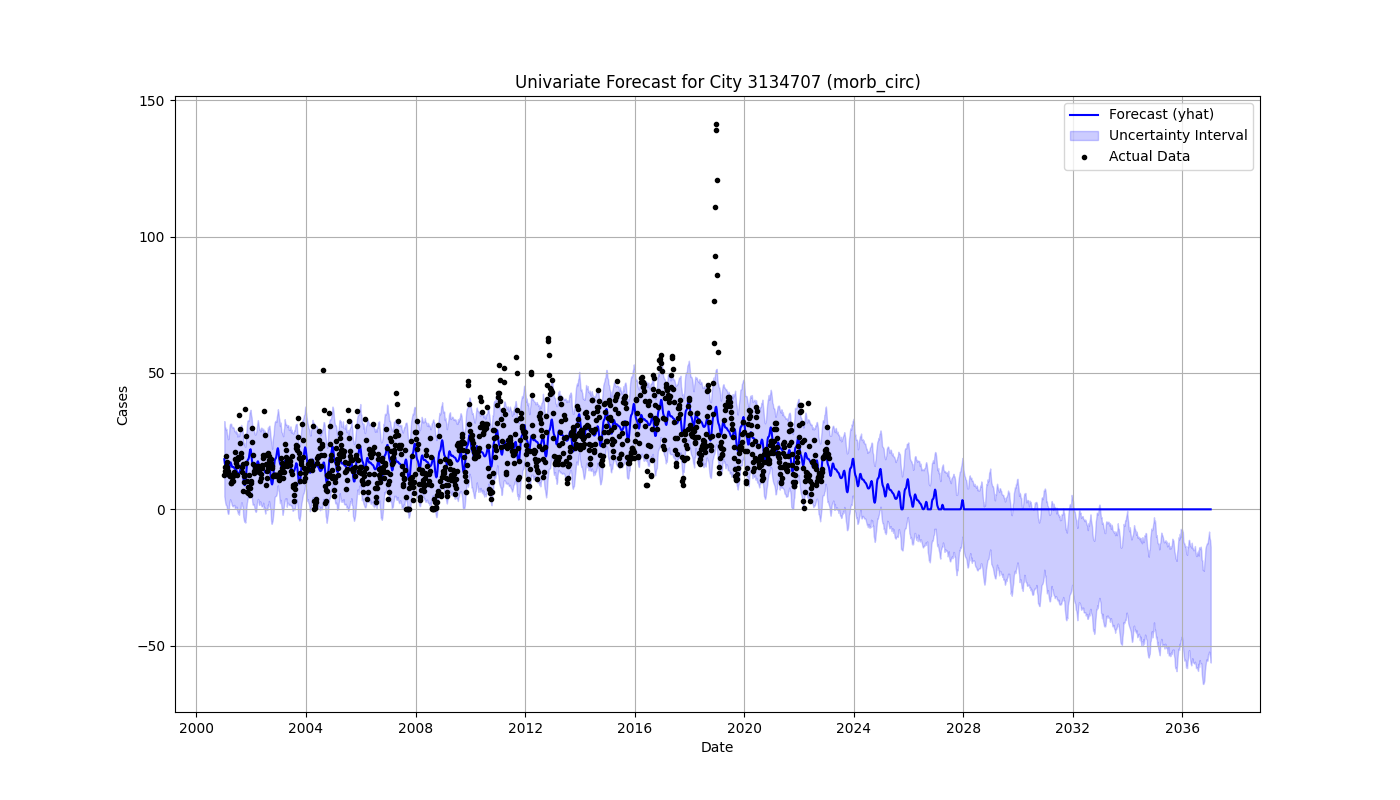 Univariate Forecast for City 3134707 (morb_circ)
Forecast (yhat)
Uncertainty Interval
Actual Data
150
100
50
0
−50
Cases
2000 2004 2008 2012 2016 2020 2024 2028 2032 2036
Date